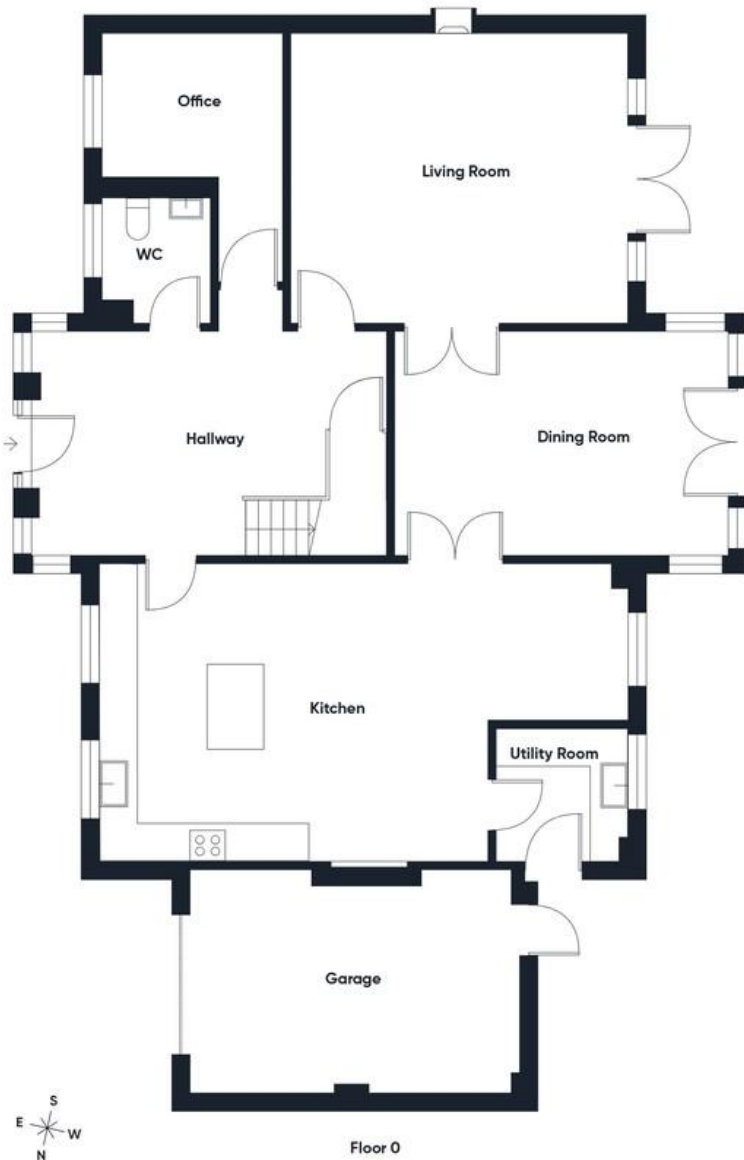 Office
Living Room
WC
Hallway
Dining Room
Kitchen
Utility Room
Garage
S
E W
N
Floor 0